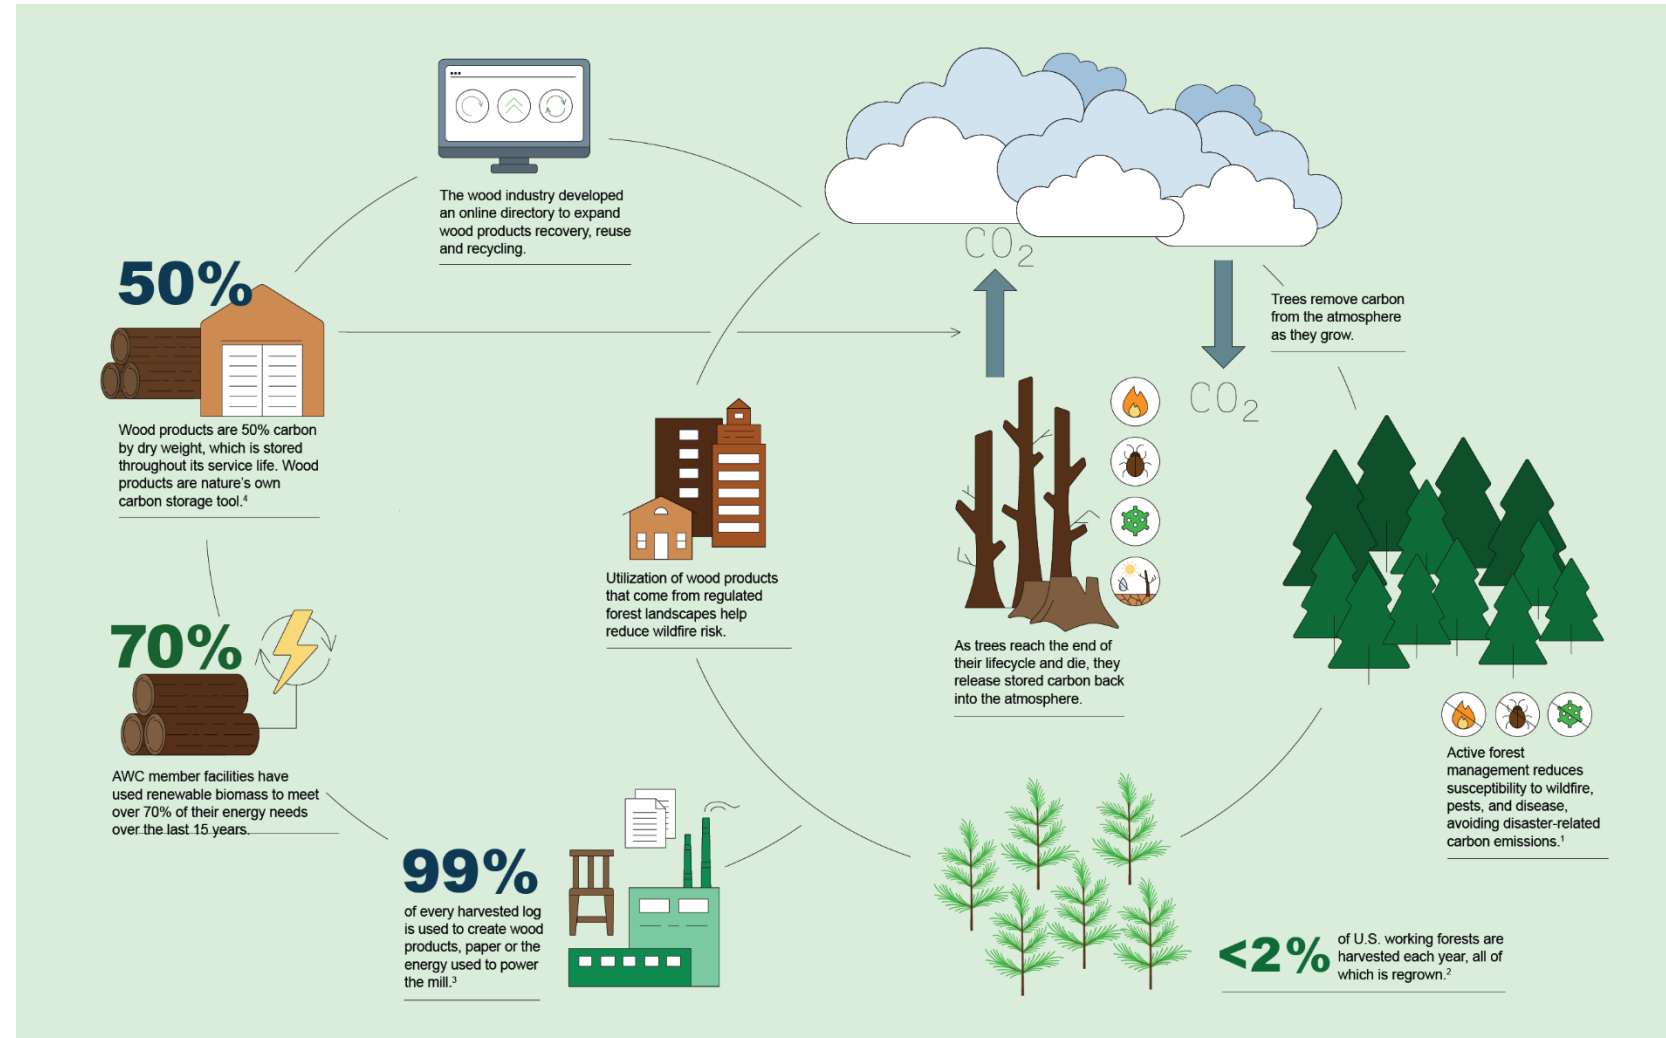 The wood industry developed
an online directory to expand
wood products recovery, reuse
and recycling.
CO2
CO2
Trees remove carbon
from the atmosphere
as they grow.
50%
Wood products are 50% carbon
by dry weight, which is stored
throughout its service life. Wood
products are nature's own
carbon storage tool.4
Utilization of wood products
that come from regulated
forest landscapes help
reduce wildfire risk.
As trees reach the end of
their lifecycle and die, they
release stored carbon back
into the atmosphere.
70%
AWC member facilities have
used renewable biomass to meet
over 70% of their energy needs
over the last 15 years.
Active forest
management reduces
susceptibility to wildfire,
pests, and disease,
avoiding disaster-related
carbon emissions.1
99%
of every harvested log
is used to create wood
products, paper or the
energy used to power
the mill.3
<2%
of U.S. working forests are
harvested each year, all of
which is regrown.2